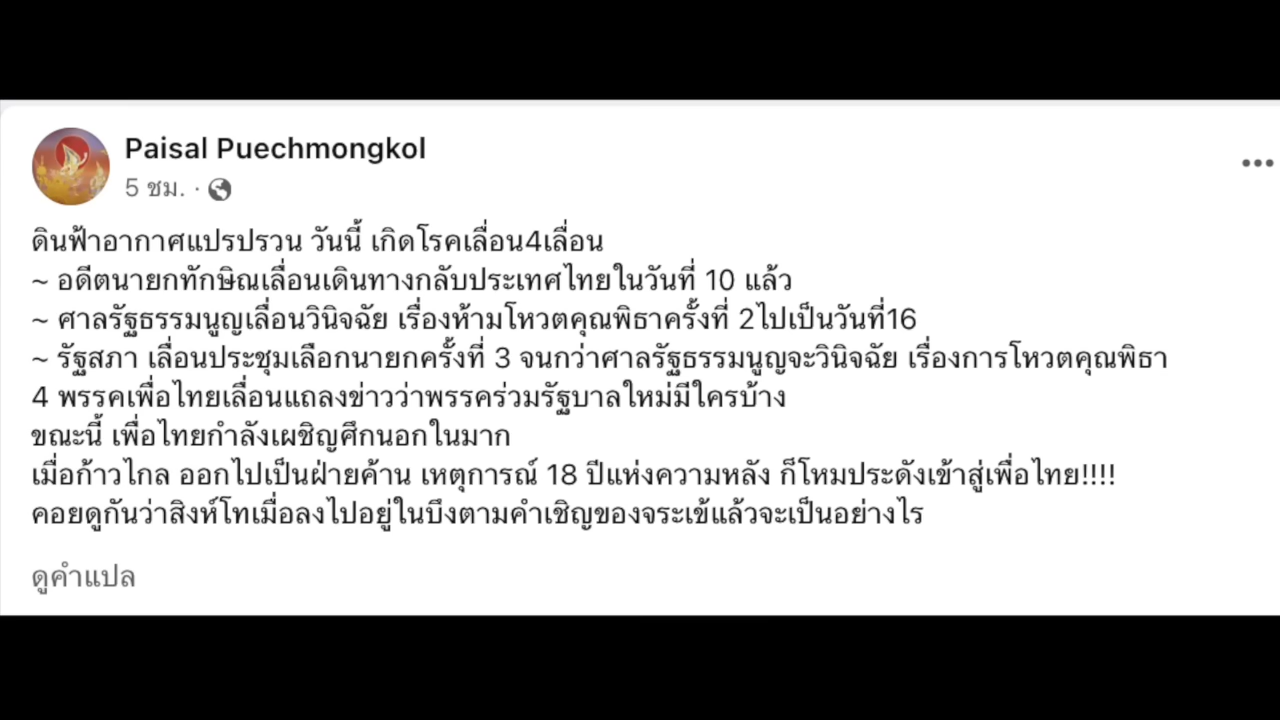 Paisal Puechmongkol
5 ชม. ·
ดินฟ้าอากาศแปรปรวน วันนี้ เกิดโรคเลื่อน4เลื่อน
~ อดีตนายกทักษิณเลื่อนเดินทางกลับประเทศไทยในวันที่ 10 แล้ว
~ ศาลรัฐธรรมนูญเลื่อนวินิจฉัย เรื่องห้ามโหวตคุณพิธาครั้งที่ 2ไปเป็นวันที่16
~ รัฐสภา เลื่อนประชุมเลือกนายกครั้งที่ 3 จนกว่าศาลรัฐธรรมนูญจะวินิจฉัย เรื่องการโหวตคุณพิธา
4 พรรคเพื่อไทยเลื่อนแถลงข่าวว่าพรรคร่วมรัฐบาลใหม่มีใครบ้าง
ขณะนี้ เพื่อไทยกำลังเผชิญศึกนอกในมาก
เมื่อก้าวไกล ออกไปเป็นฝ่ายค้าน เหตุการณ์ 18 ปีแห่งความหลัง ก็โหมประดังเข้าสู่เพื่อไทย!!!!
คอยดูกันว่าสิงห์โทเมื่อลงไปอยู่ในบึงตามคำเชิญของจระเข้แล้วจะเป็นอย่างไร
ดูคำแปล